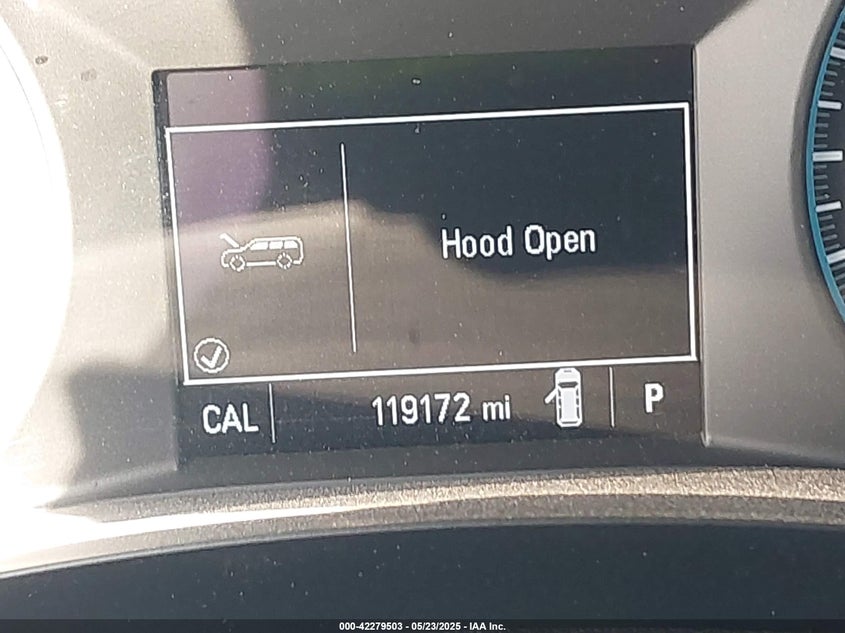 Hood Open
CAL 119172 mi P
000-42279503 - 05/23/2025 - IAA Inc.